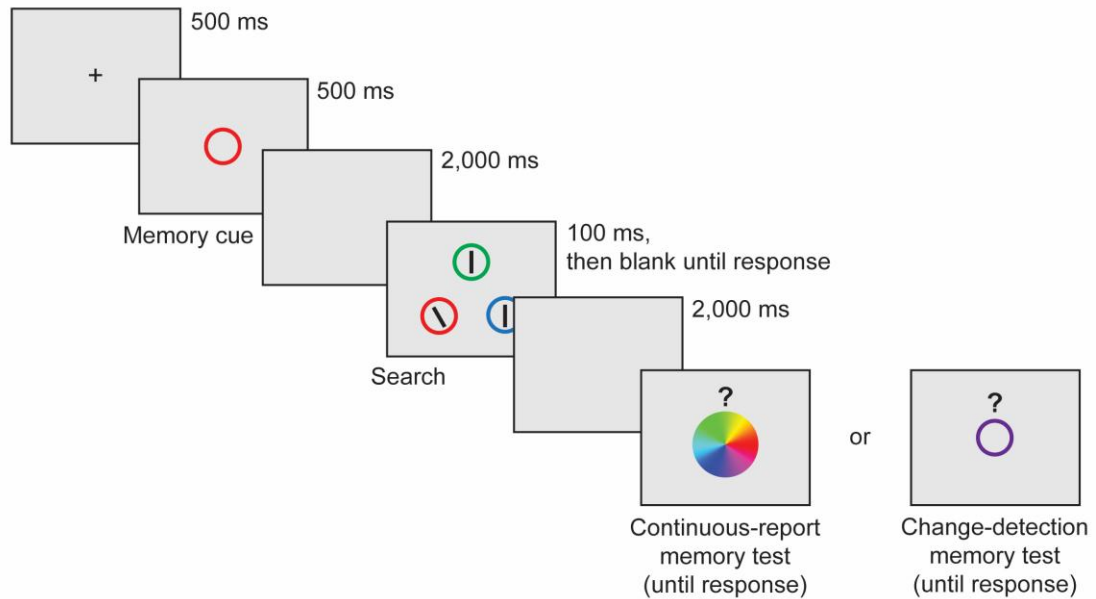 500 ms
+
500 ms
Memory cue
2,000 ms
100 ms,
then blank until response
Search
2,000 ms
?
Continuous-report
memory test
(until response)
or
?
Change-detection
memory test
(until response)